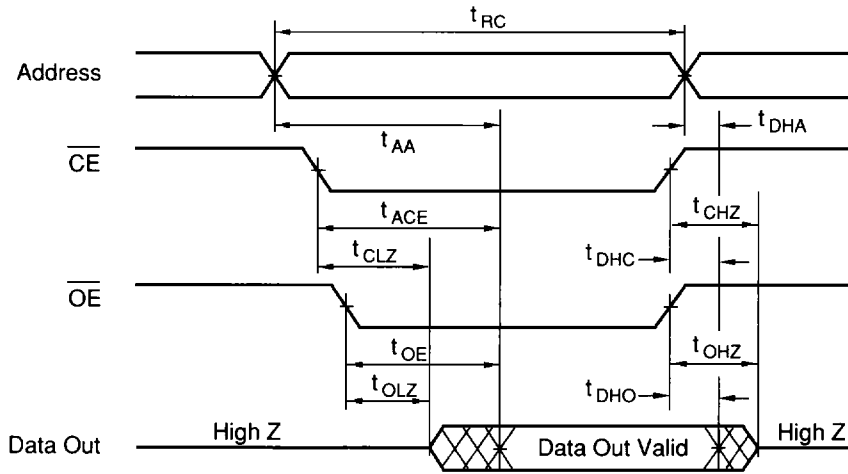 tRC
Address
tAA
tDHA
CE
tACE
tCHZ
tCLZ
tDHC
OE
tOE
tOHZ
tOLZ
tDHO
Data Out
High Z
Data Out Valid
High Z